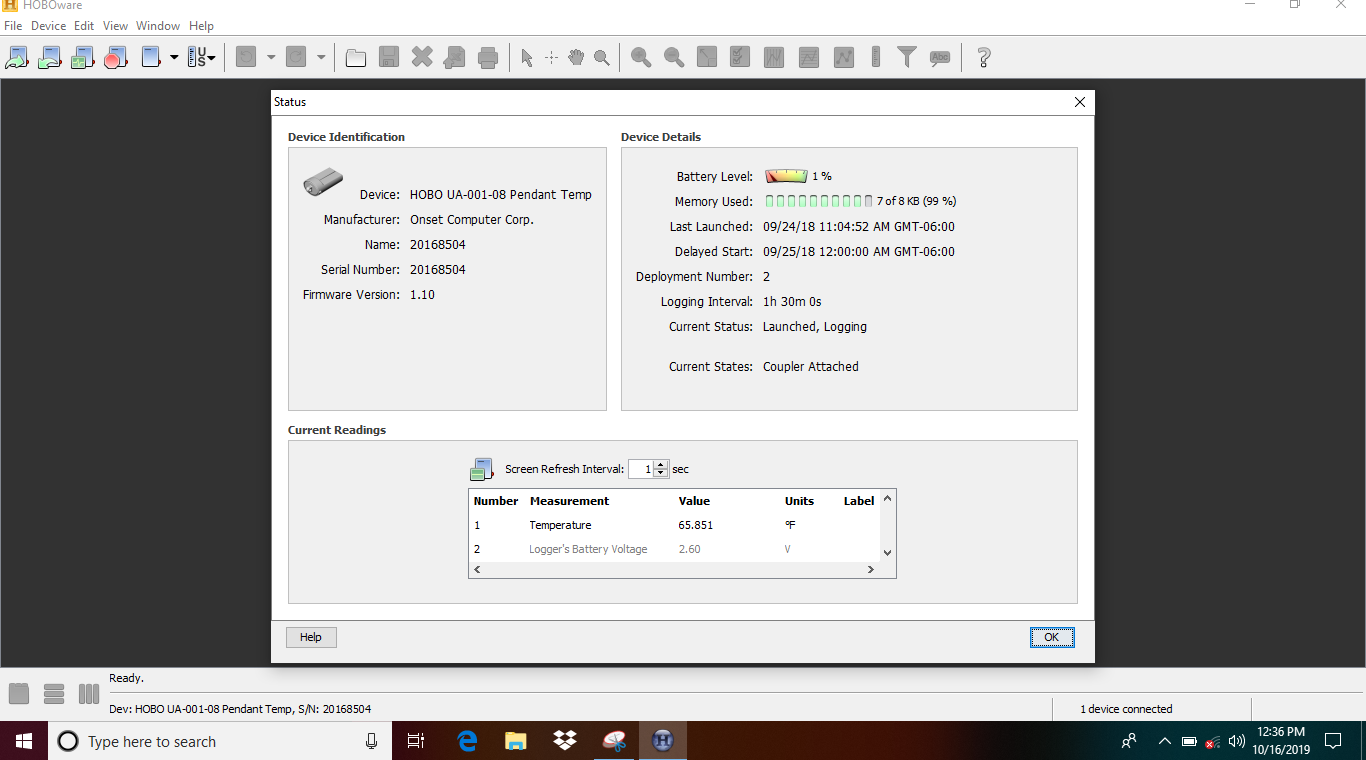 HOBOware
File Device Edit View Window Help
Abc
Status
Device Identification
Device: HOBO UA-001-08 Pendant Temp
Manufacturer: Onset Computer Corp.
Name: 20168504
Serial Number: 20168504
Firmware Version: 1.10
Device Details
Battery Level: 1 %
Memory Used: 7 of 8 KB (99 %)
Last Launched: 09/24/18 11:04:52 AM GMT-06:00
Delayed Start: 09/25/18 12:00:00 AM GMT-06:00
Deployment Number: 2
Logging Interval: 1h 30m 0s
Current Status: Launched, Logging
Current States: Coupler Attached
Current Readings
Screen Refresh Interval: 1 sec
Number Measurement Value Units Label
1 Temperature 65.851 °F
2 Logger's Battery Voltage 2.60 V
Help OK
Ready.
Dev: HOBO UA-001-08 Pendant Temp, S/N: 20168504 1 device connected
Type here to search
12:36 PM
10/16/2019